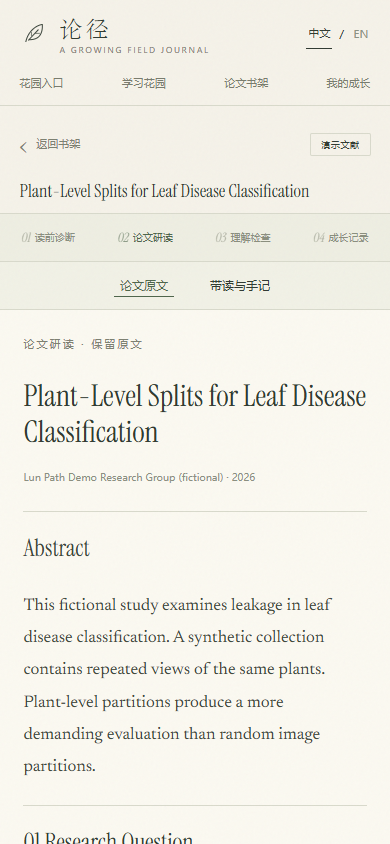 论径
A GROWING FIELD JOURNAL
中文 / EN
花园入口 学习花园 论文书架 我的成长
返回书架
演示文献
Plant-Level Splits for Leaf Disease Classification
01 读前诊断 02 论文研读 03 理解检查 04 成长记录
论文原文 带读与手记
论文研读 · 保留原文
Plant-Level Splits for Leaf Disease
Classification
Lun Path Demo Research Group (fictional) · 2026
Abstract
This fictional study examines leakage in leaf
disease classification. A synthetic collection
contains repeated views of the same plants.
Plant-level partitions produce a more
demanding evaluation than random image
partitions.
01 Research Question